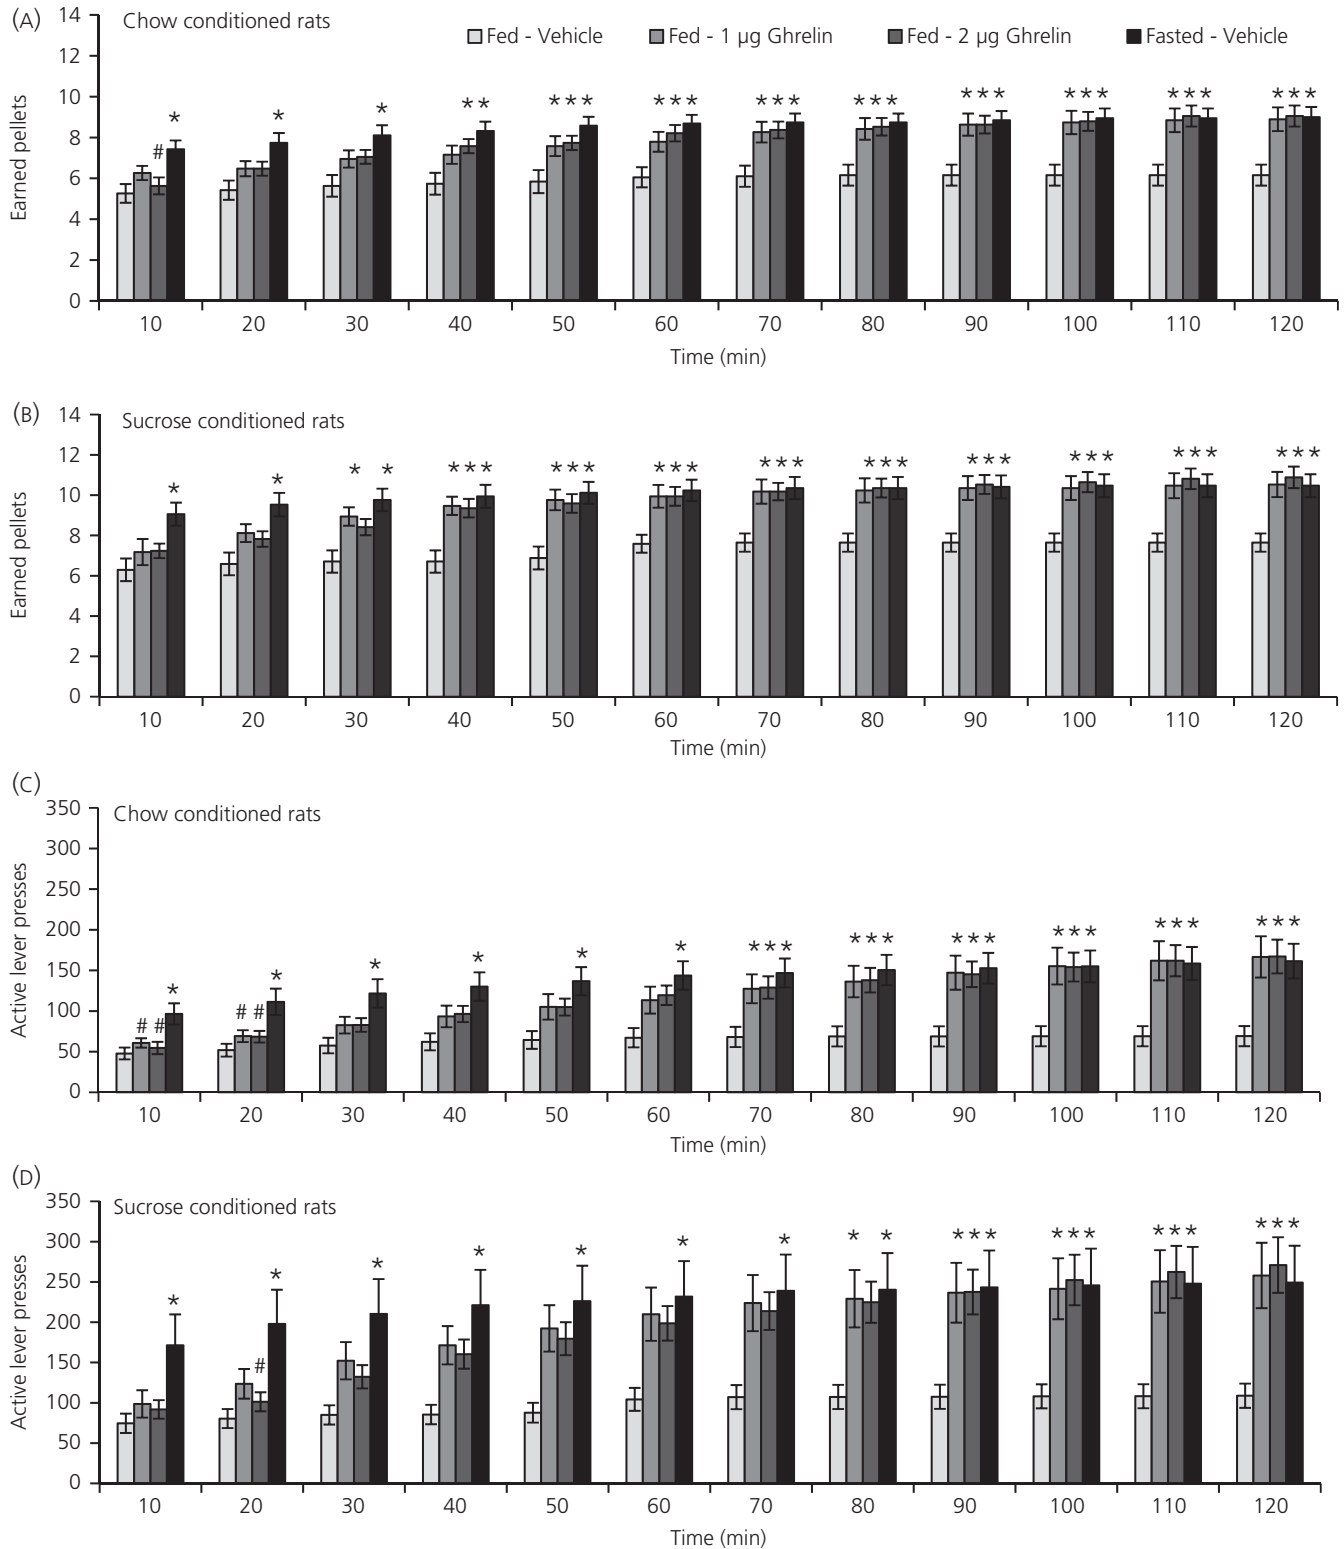 (A)
Chow conditioned rats
Fed - Vehicle Fed - 1 µg Ghrelin Fed - 2 µg Ghrelin Fasted - Vehicle
Earned pellets
14
12
10
8
6
4
2
0
* * * * * * * * * * * * * * * * * * * * * * * * * * * * *
#
10 20 30 40 50 60 70 80 90 100 110 120
Time (min)
(B)
Sucrose conditioned rats
Earned pellets
14
12
10
8
6
4
2
0
* * * * * * * * * * * * * * * * * * * * * * * * * * * * * * *
10 20 30 40 50 60 70 80 90 100 110 120
Time (min)
(C)
Chow conditioned rats
Active lever presses
350
300
250
200
150
100
50
0
* * * * * * * * * * * * * * * * * * * * * * * *
# # # #
10 20 30 40 50 60 70 80 90 100 110 120
Time (min)
(D)
Sucrose conditioned rats
Active lever presses
350
300
250
200
150
100
50
0
* * * * * * * * * * * * * * * * * * * * *
#
10 20 30 40 50 60 70 80 90 100 110 120
Time (min)